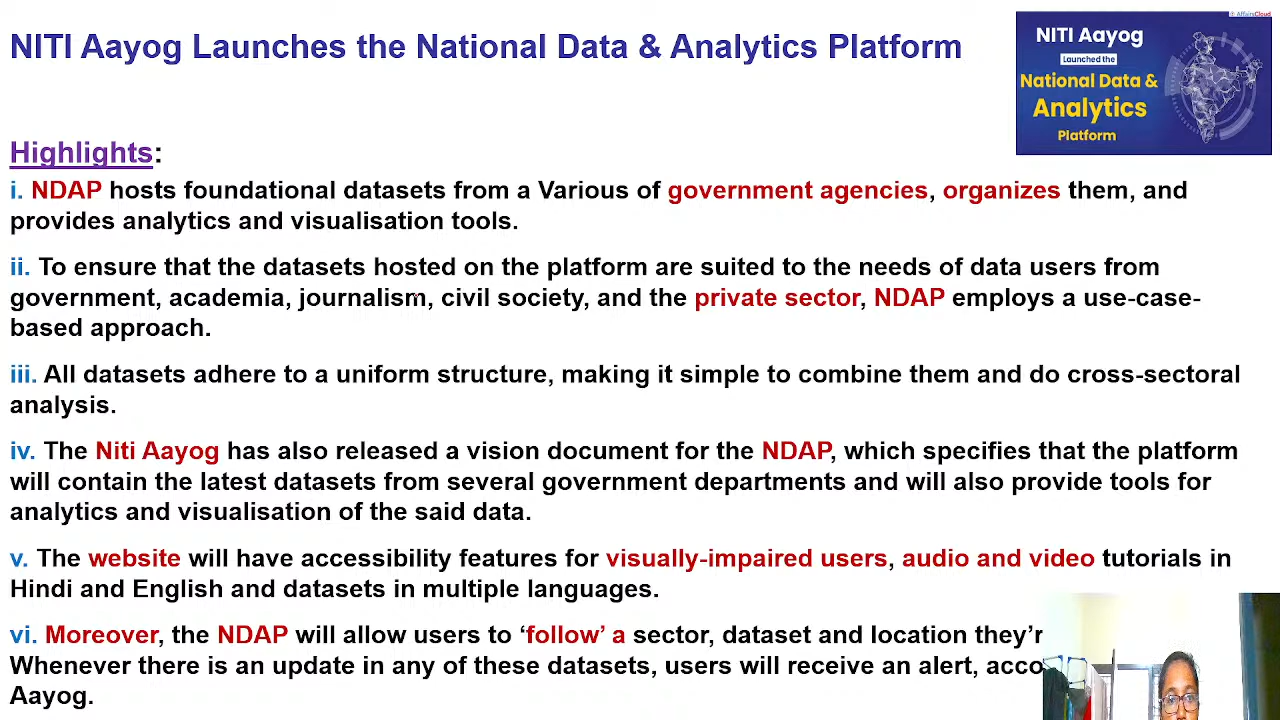 © AffairsCloud
NITI Aayog Launches the National Data & Analytics Platform
NITI Aayog
Launched the
National Data &
Analytics
Platform
Highlights:
i. NDAP hosts foundational datasets from a Various of government agencies, organizes them, and
provides analytics and visualisation tools.
ii. To ensure that the datasets hosted on the platform are suited to the needs of data users from
government, academia, journalism, civil society, and the private sector, NDAP employs a use-case-
based approach.
iii. All datasets adhere to a uniform structure, making it simple to combine them and do cross-sectoral
analysis.
iv. The Niti Aayog has also released a vision document for the NDAP, which specifies that the platform
will contain the latest datasets from several government departments and will also provide tools for
analytics and visualisation of the said data.
v. The website will have accessibility features for visually-impaired users, audio and video tutorials in
Hindi and English and datasets in multiple languages.
vi. Moreover, the NDAP will allow users to ‘follow’ a sector, dataset and location they’r
Whenever there is an update in any of these datasets, users will receive an alert, acco
Aayog.